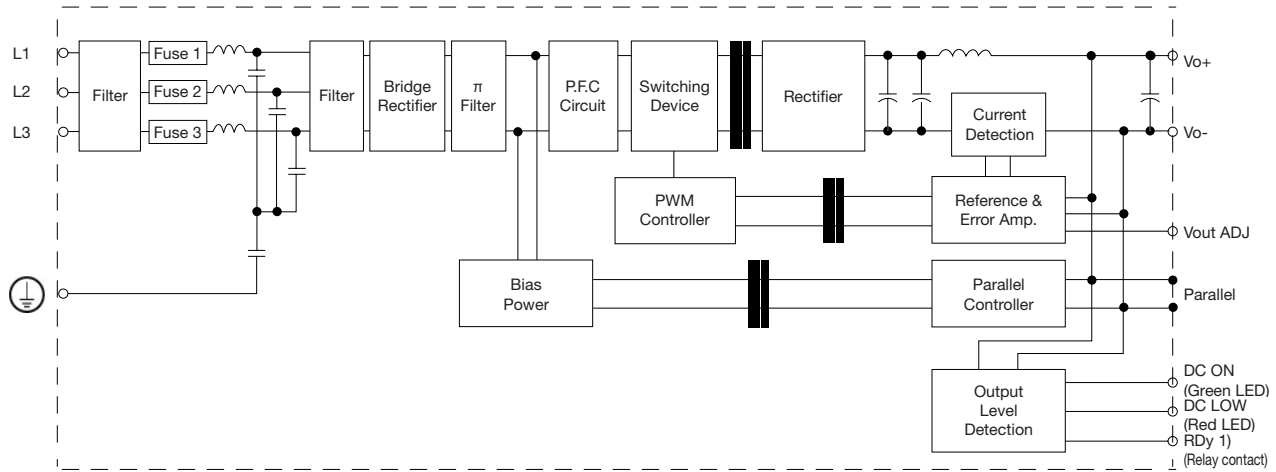 L1
L2
L3
Filter
Fuse 1
Fuse 2
Fuse 3
Filter
Bridge
Rectifier
π
Filter
P.F.C
Circuit
Switching
Device
Rectifier
Current
Detection
Vo+
Vo-
PWM
Controller
Reference &
Error Amp.
Vout ADJ
Bias
Power
Parallel
Controller
Parallel
Output
Level
Detection
DC ON
(Green LED)
DC LOW
(Red LED)
RDy 1)
(Relay contact)